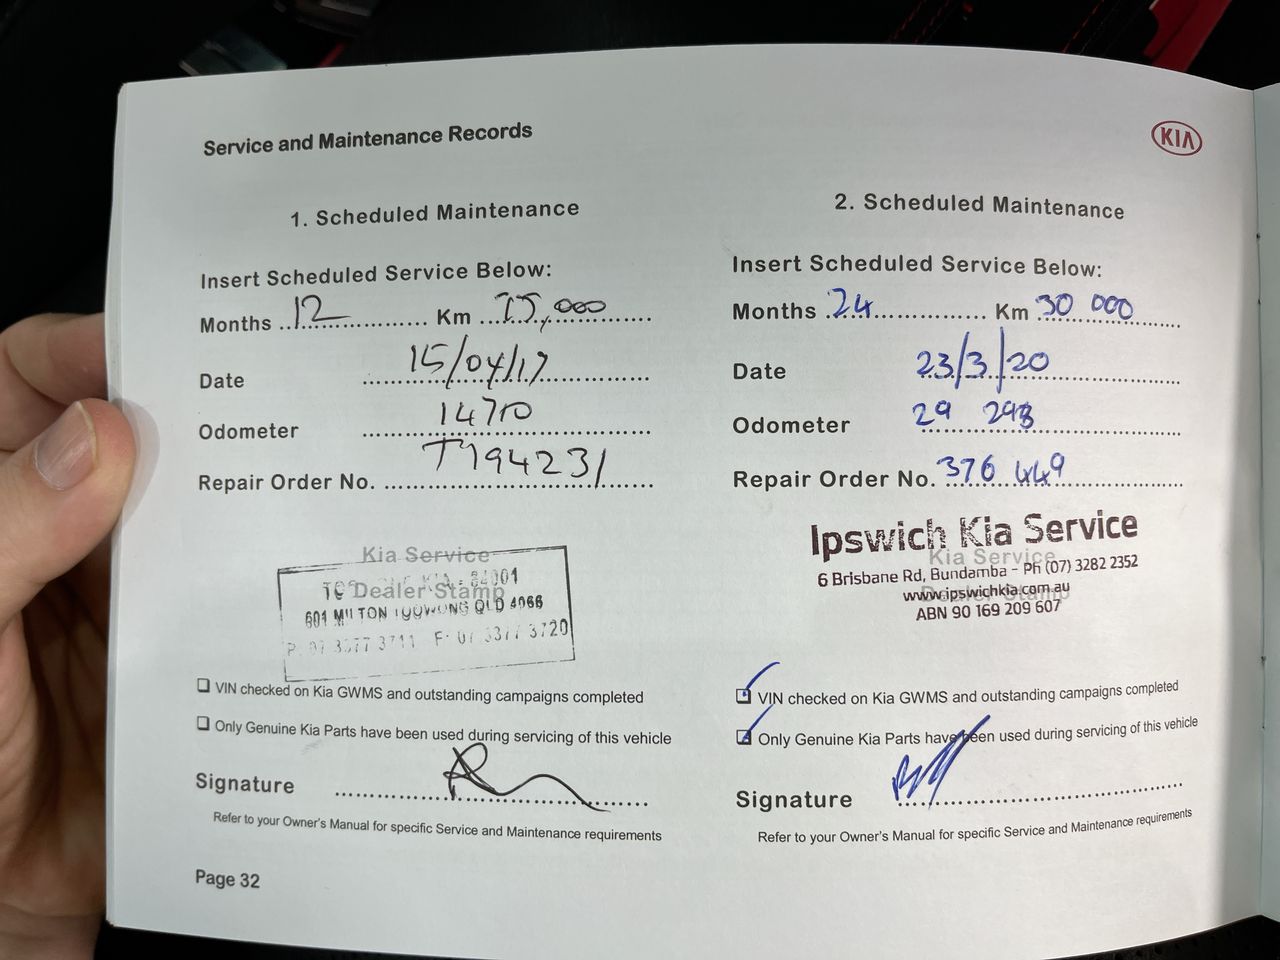 Service and Maintenance Records
KIA
1. Scheduled Maintenance
Insert Scheduled Service Below:
Months 12 Km 15,000
Date 15/04/17
Odometer 14710
Repair Order No.
Kia Service
Dealer Stamp
601 QLD 4066
3377 3720
VIN checked on Kia GWMS and outstanding campaigns completed
Only Genuine Kia Parts have been used during servicing of this vehicle
Signature
Refer to your Owner's Manual for specific Service and Maintenance requirements
2. Scheduled Maintenance
Insert Scheduled Service Below:
Months 24 Km 30 000
Date 23/3/20
Odometer 29 298
Repair Order No. 376 449
Ipswich Kia Service
Kia Service
6 Brisbane Rd, Bundamba - Ph (07) 3282 2352
www.ipswichkia.com.au
ABN 90 169 209 607
VIN checked on Kia GWMS and outstanding campaigns completed
Only Genuine Kia Parts have been used during servicing of this vehicle
Signature
Refer to your Owner's Manual for specific Service and Maintenance requirements
Page 32